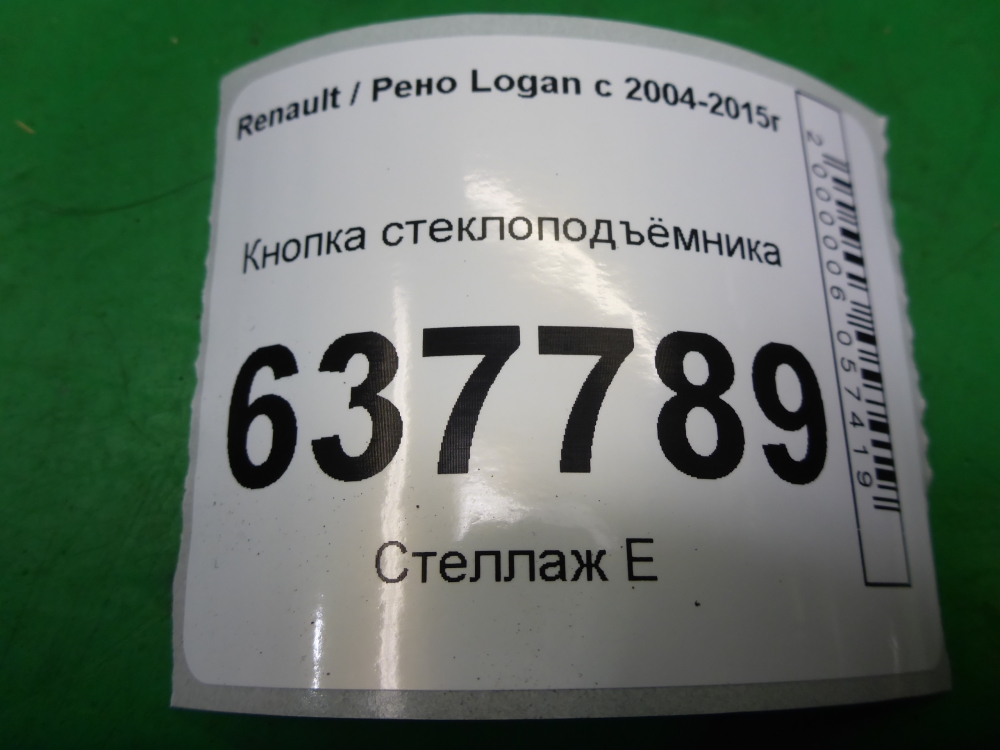 Renault / Рено Logan с 2004-2015г
Кнопка стеклоподъёмника
637789
Стеллаж Е
2000006057419